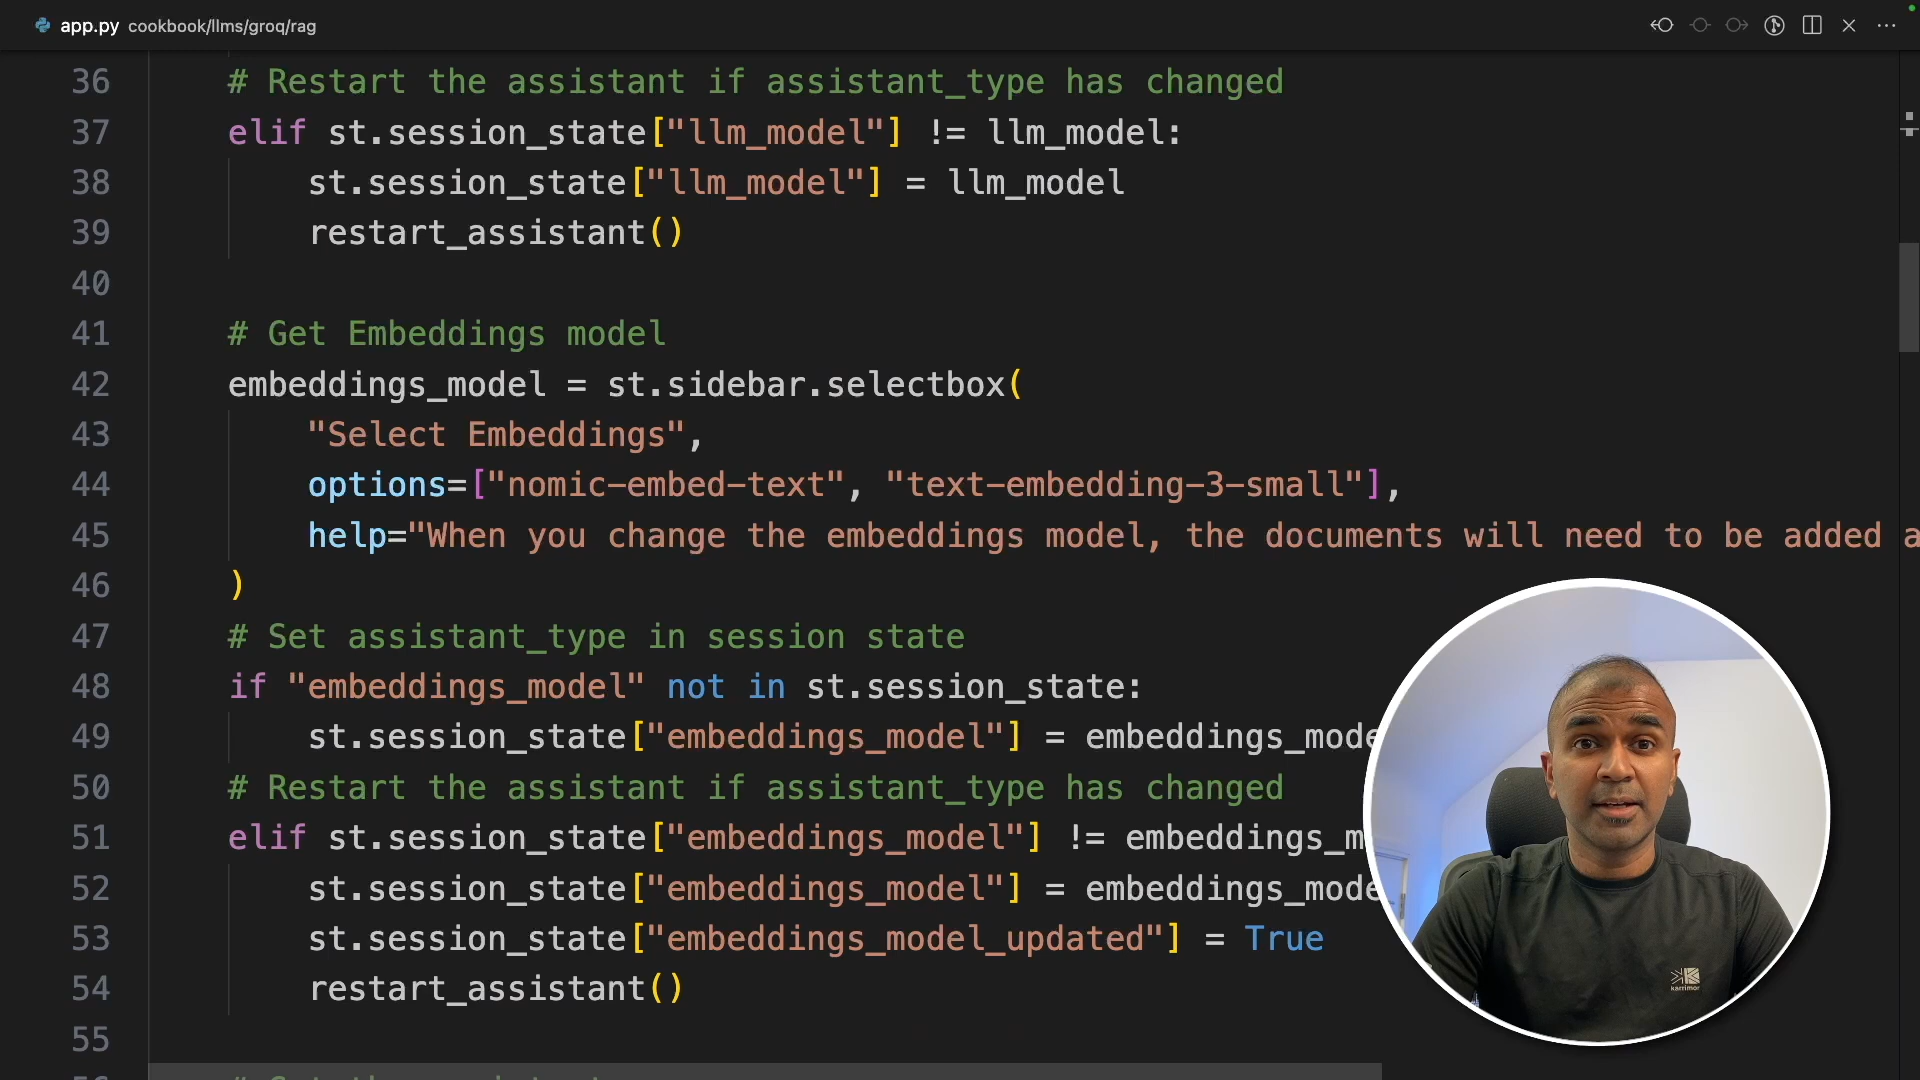 app.py cookbook/llms/groq/rag
36 # Restart the assistant if assistant_type has changed
37 elif st.session_state["llm_model"] != llm_model:
38 st.session_state["llm_model"] = llm_model
39 restart_assistant()
40
41 # Get Embeddings model
42 embeddings_model = st.sidebar.selectbox(
43 "Select Embeddings",
44 options=["nomic-embed-text", "text-embedding-3-small"],
45 help="When you change the embeddings model, the documents will need to be added a
46 )
47 # Set assistant_type in session state
48 if "embeddings_model" not in st.session_state:
49 st.session_state["embeddings_model"] = embeddings_mode
50 # Restart the assistant if assistant_type has changed
51 elif st.session_state["embeddings_model"] != embeddings_m
52 st.session_state["embeddings_model"] = embeddings_mode
53 st.session_state["embeddings_model_updated"] = True
54 restart_assistant()
55
karrimor